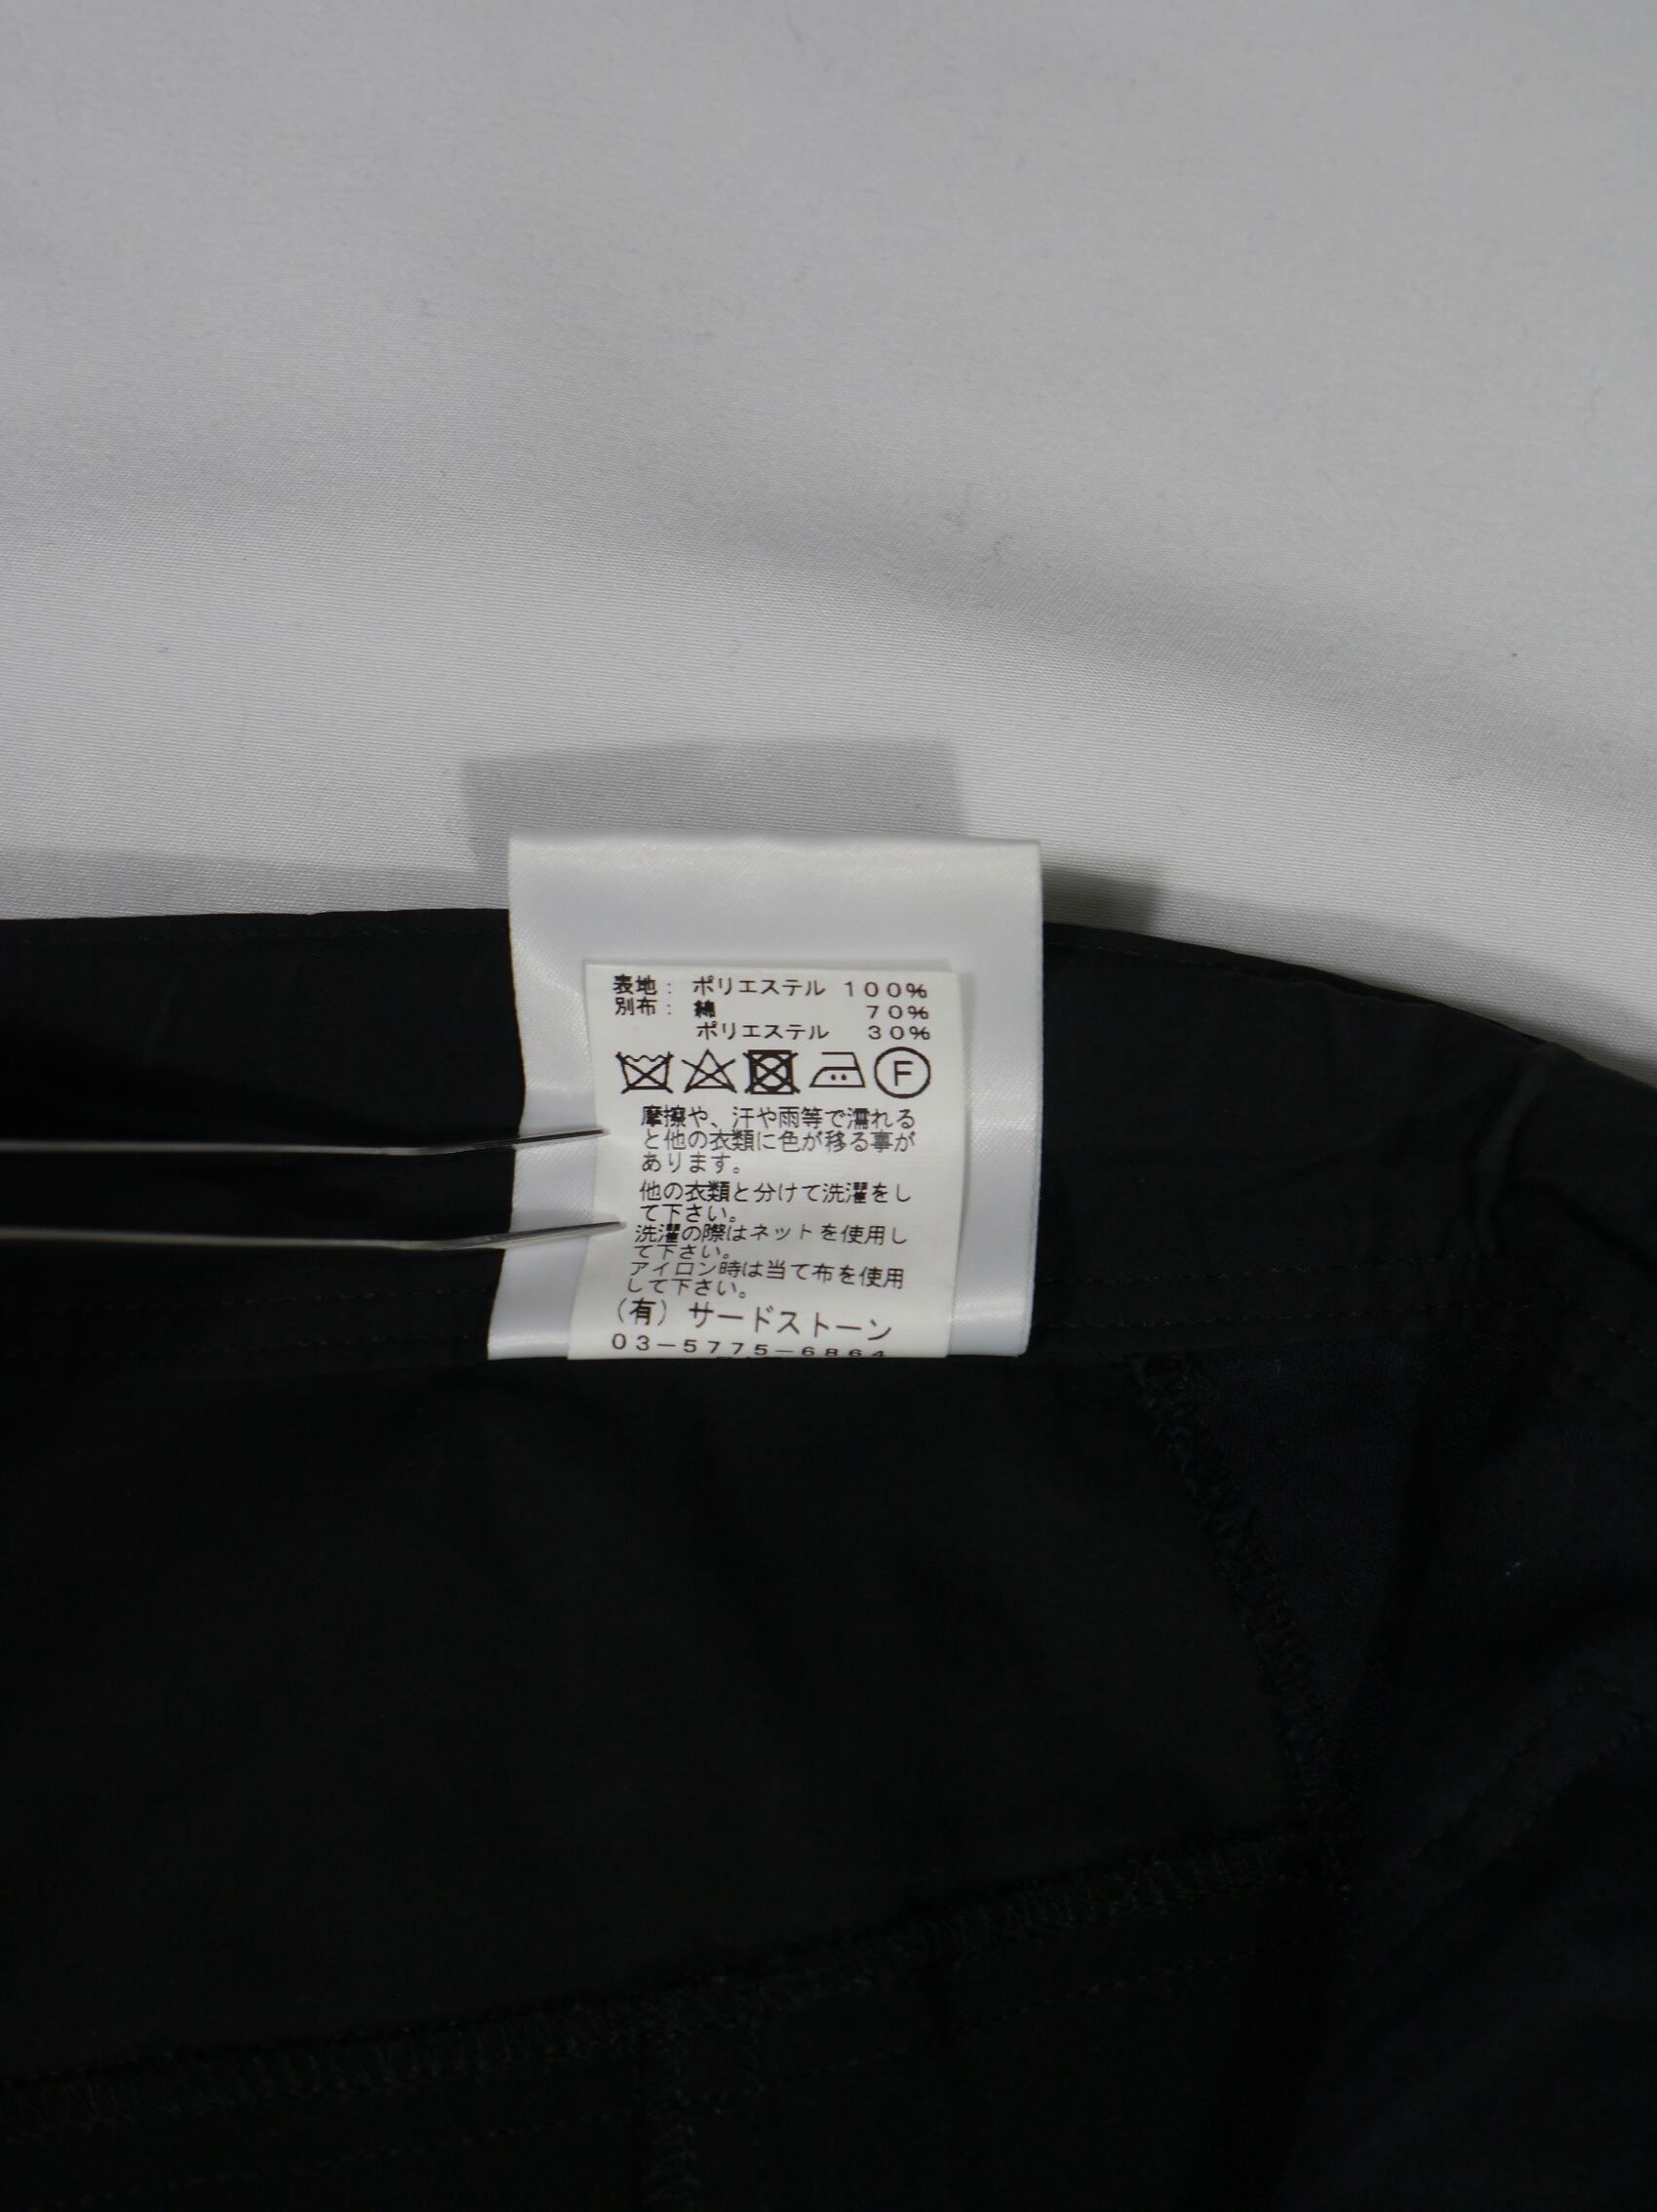 表地： ポリエステル 100%
別布： 綿 70%
ポリエステル 30%
F
摩擦や、汗や雨等で濡れる
と他の衣類に色が移る事が
あります。
他の衣類と分けて洗濯をし
て下さい。
洗濯の際はネットを使用し
て下さい。
アイロン時は当て布を使用
して下さい。
（有）サードストーン
03－5775－6864